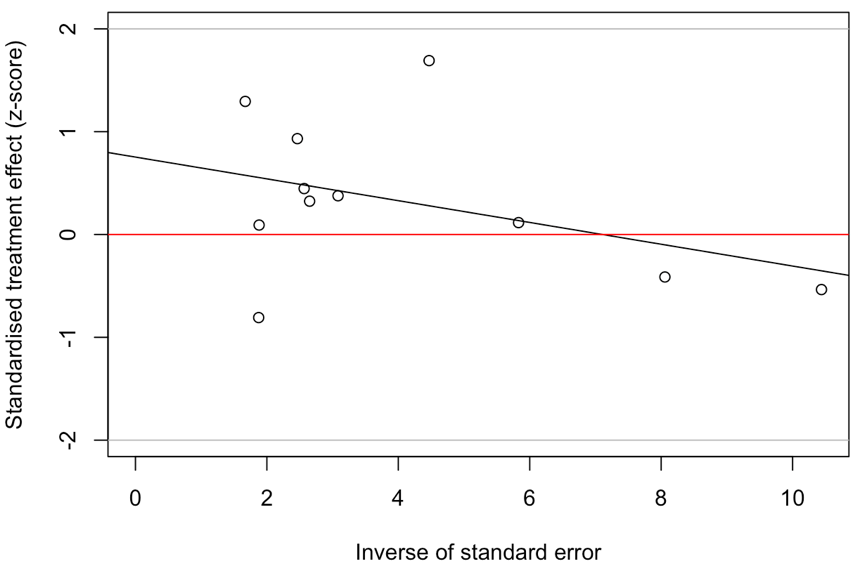 Standardised treatment effect (z-score)
2
1
0
-1
-2
0 2 4 6 8 10
Inverse of standard error